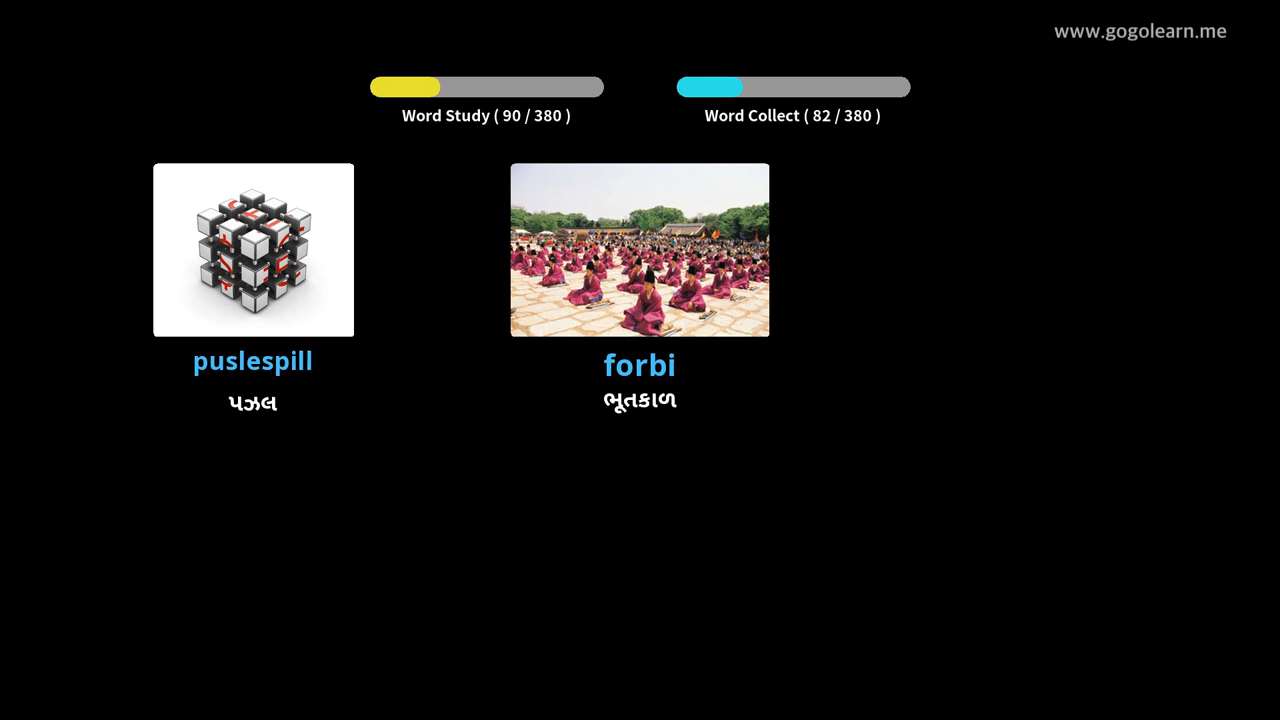 www.gogolearn.me
Word Study ( 90 / 380 )
Word Collect ( 82 / 380 )
puslespill
પઝલ
forbi
ભૂતકાળ